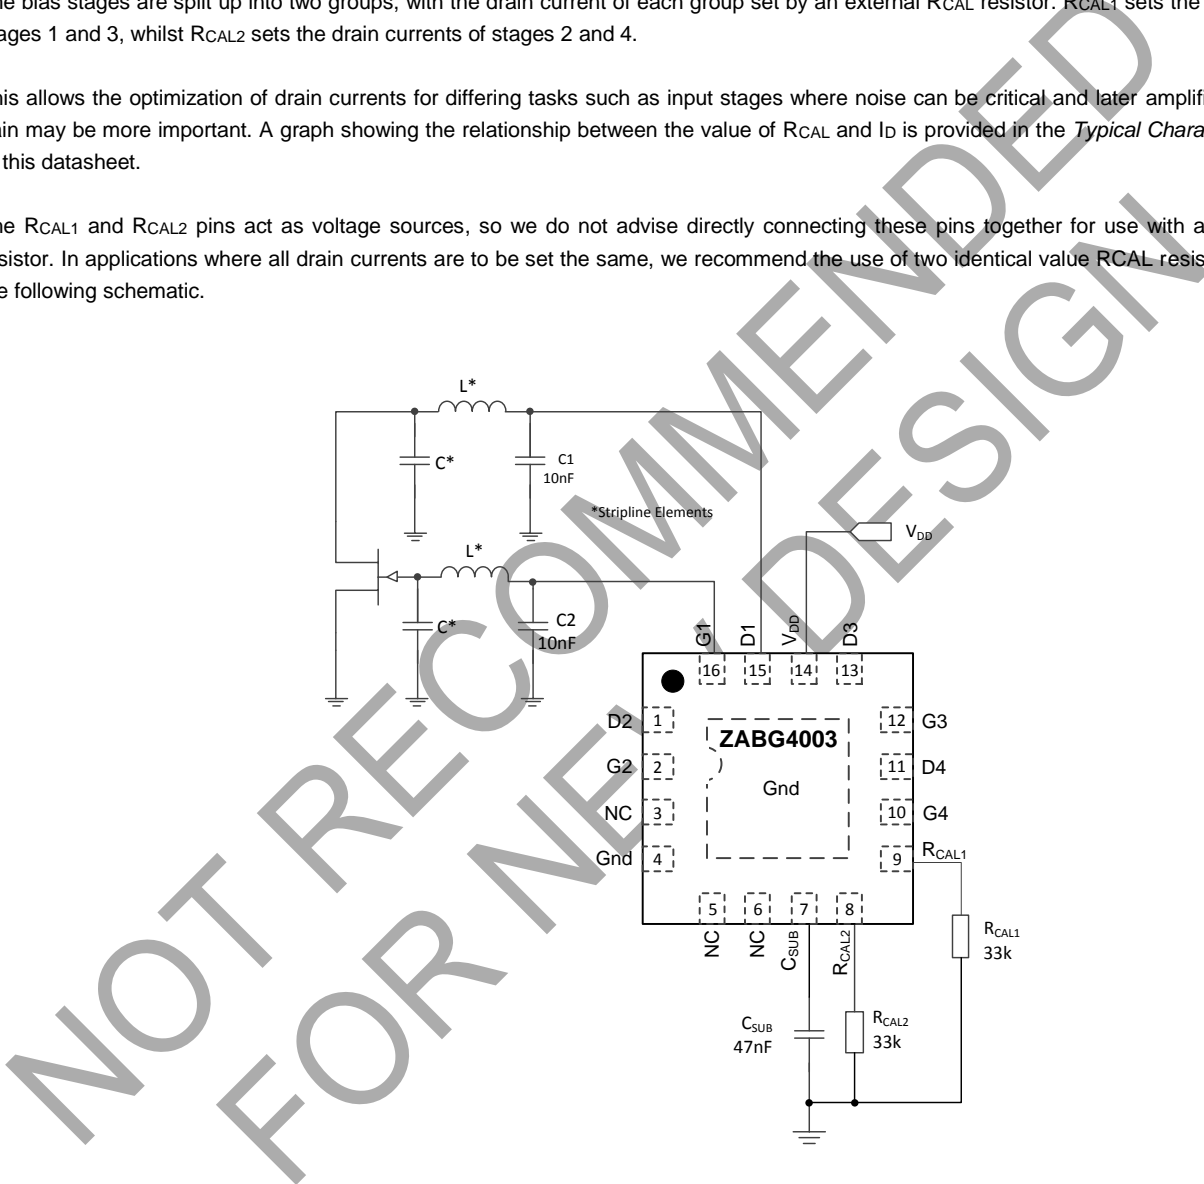 he bias stages are split up into two groups, with the drain current of each group set by an external RCAL resistor. RCAL1 sets the
ages 1 and 3, whilst RCAL2 sets the drain currents of stages 2 and 4.
his allows the optimization of drain currents for differing tasks such as input stages where noise can be critical and later amplifi
ain may be more important. A graph showing the relationship between the value of RCAL and ID is provided in the Typical Chara
this datasheet.
he RCAL1 and RCAL2 pins act as voltage sources, so we do not advise directly connecting these pins together for use with a
sistor. In applications where all drain currents are to be set the same, we recommend the use of two identical value RCAL resis
e following schematic.
L*
C*
C1
10nF
*Stripline Elements
VDD
L*
C*
C2
10nF
G1
D1
VDD
D3
16
15
14
13
D2
1
ZABG4003
12
G3
G2
2
Gnd
11
D4
NC
3
10
G4
Gnd
4
9
RCAL1
5
6
7
8
NC
NC
CSUB
RCAL2
RCAL1
33k
CSUB
47nF
RCAL2
33k
NOT RECOMMENDED
FOR NEW DESIGN